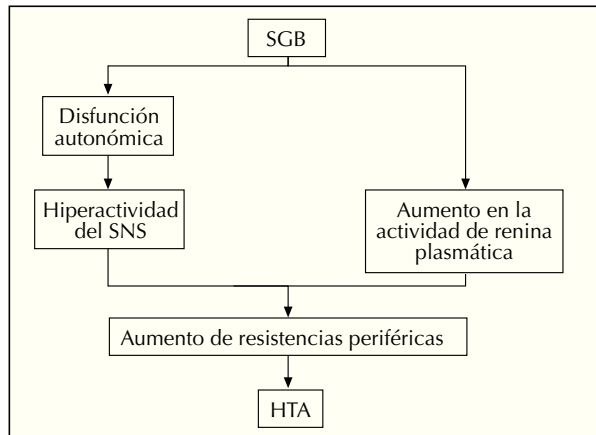 SGB
Disfunción
autonómica
Hiperactividad
del SNS
Aumento en la
actividad de renina
plasmática
Aumento de resistencias periféricas
HTA